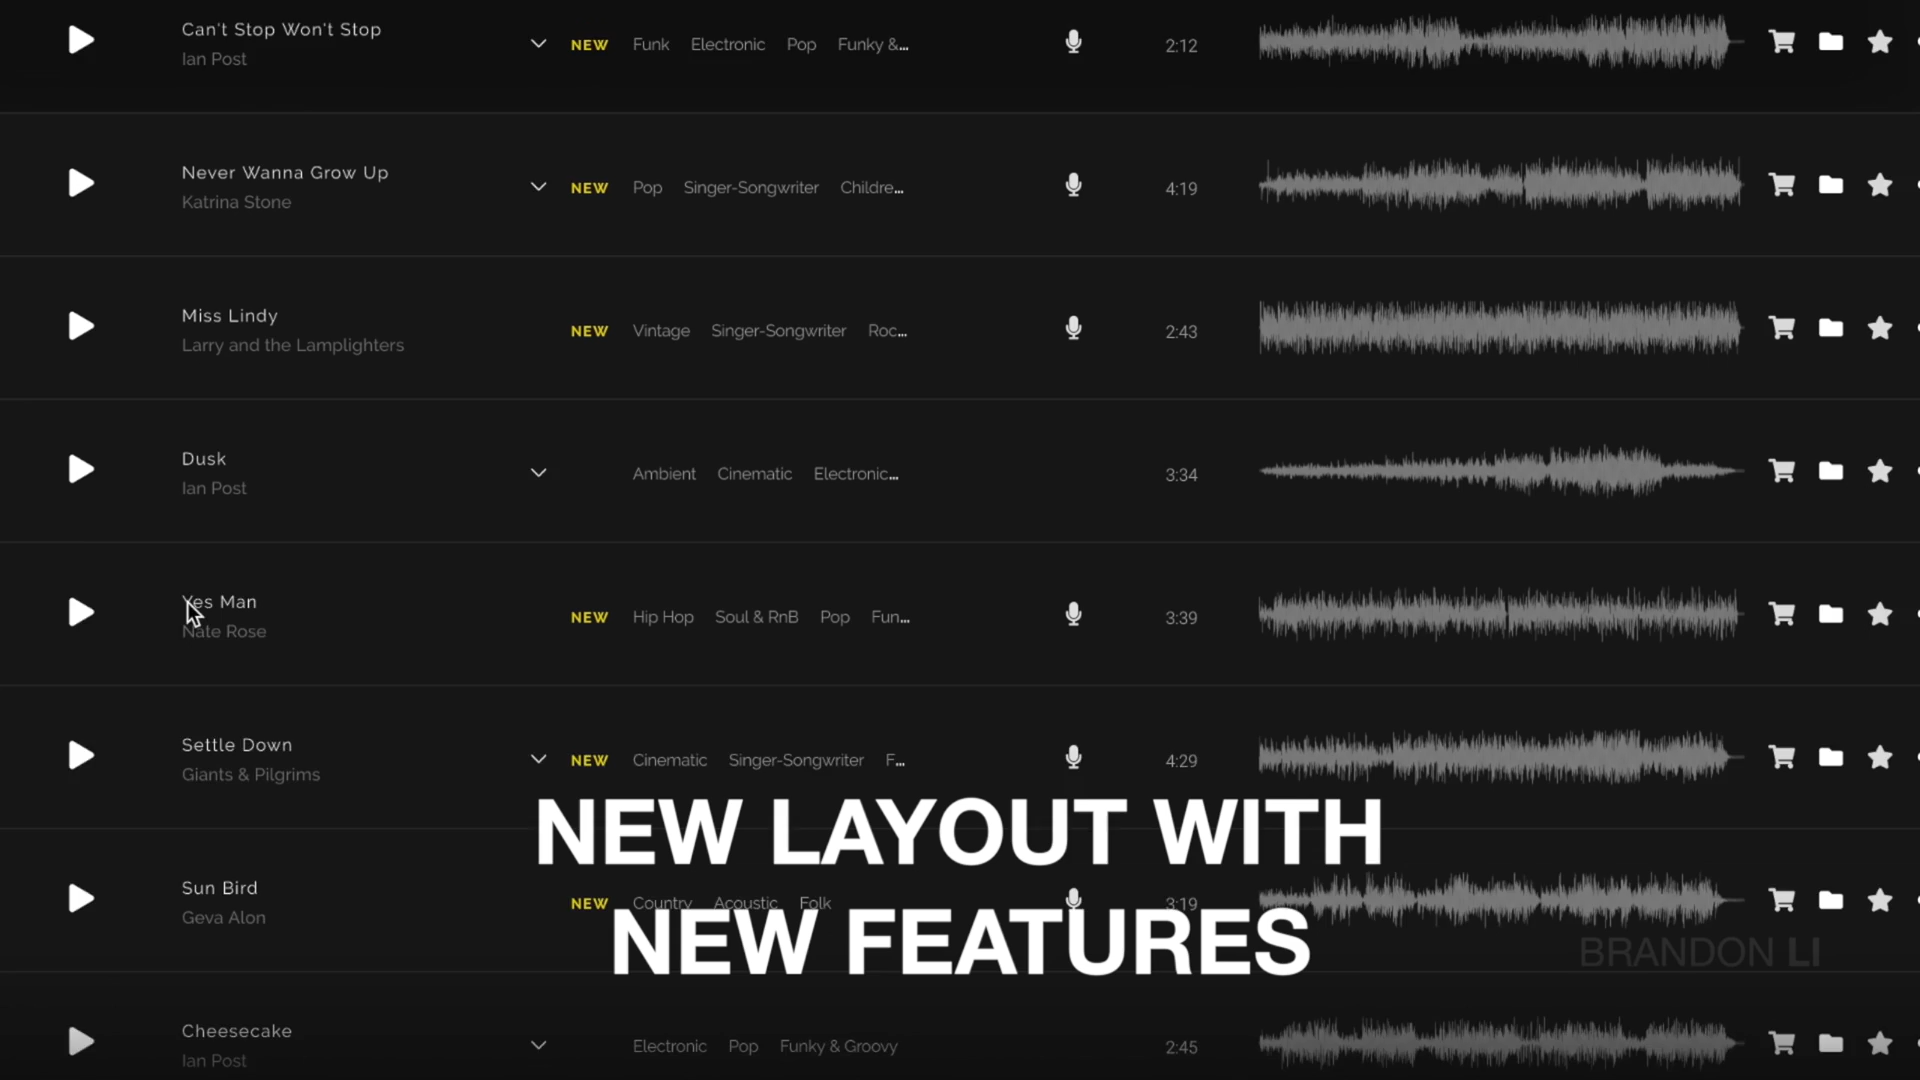 Can't Stop Won't Stop
Ian Post
NEW Funk Electronic Pop Funky &...
2:12
Never Wanna Grow Up
Katrina Stone
NEW Pop Singer-Songwriter Childre...
4:19
Miss Lindy
Larry and the Lamplighters
NEW Vintage Singer-Songwriter Roc...
2:43
Dusk
Ian Post
Ambient Cinematic Electronic...
3:34
Yes Man
Nate Rose
NEW Hip Hop Soul & RnB Pop Fun...
3:39
Settle Down
Giants & Pilgrims
NEW Cinematic Singer-Songwriter F...
4:29
NEW LAYOUT WITH
Sun Bird
Geva Alon
NEW Country Acoustic Folk
3:19
NEW FEATURES
BRANDON LI
Cheesecake
Ian Post
Electronic Pop Funky & Groovy
2:45